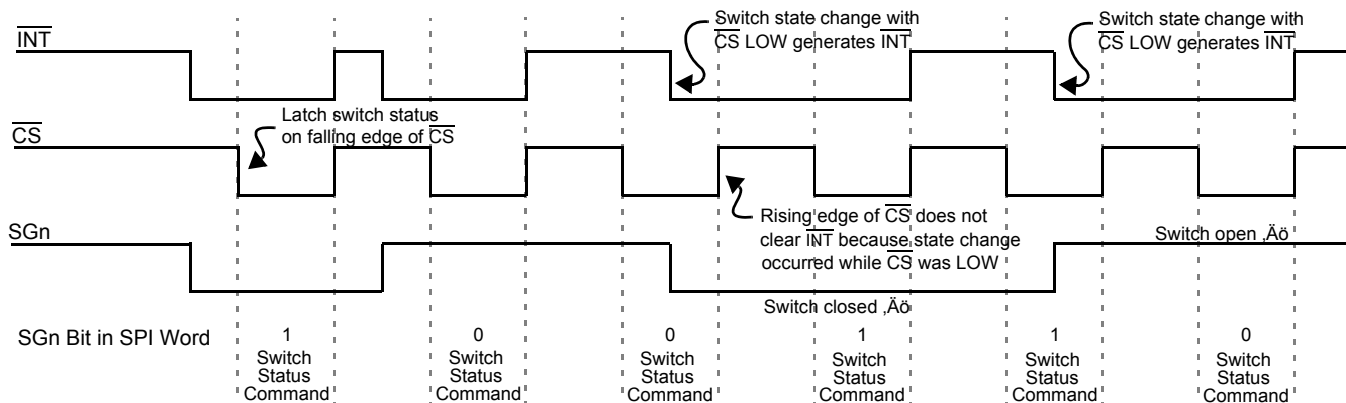 Switch state change with
CS LOW generates INT
Switch state change with
CS LOW generates INT
INT
Latch switch status
on falling edge of CS
CS
Rising edge of CS does not
clear INT because state change
occurred while CS was LOW
SGn
Switch open ‚Äö
Switch closed ‚Äö
SGn Bit in SPI Word
1
Switch
Status
Command
0
Switch
Status
Command
0
Switch
Status
Command
1
Switch
Status
Command
1
Switch
Status
Command
0
Switch
Status
Command